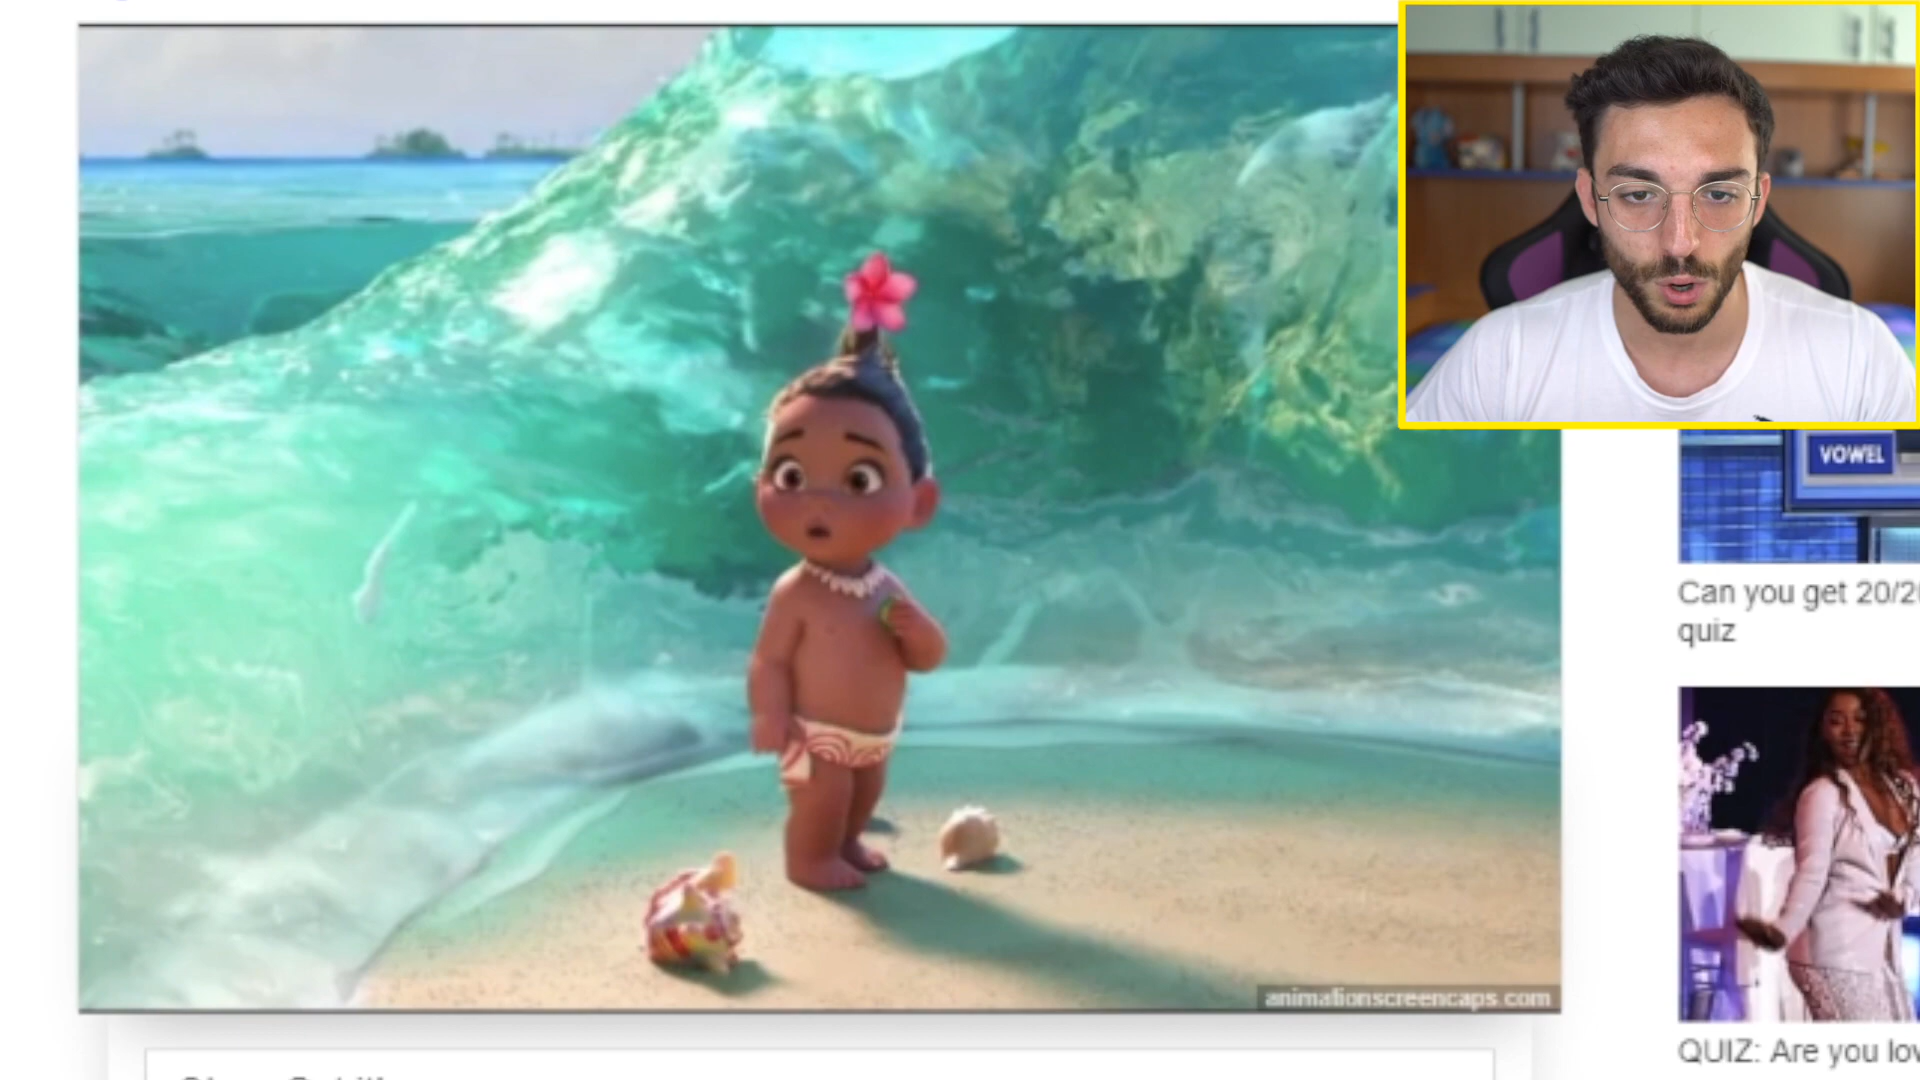 VOWEL
Can you get 20/2
quiz
animationscreencaps.com
QUIZ: Are you lov